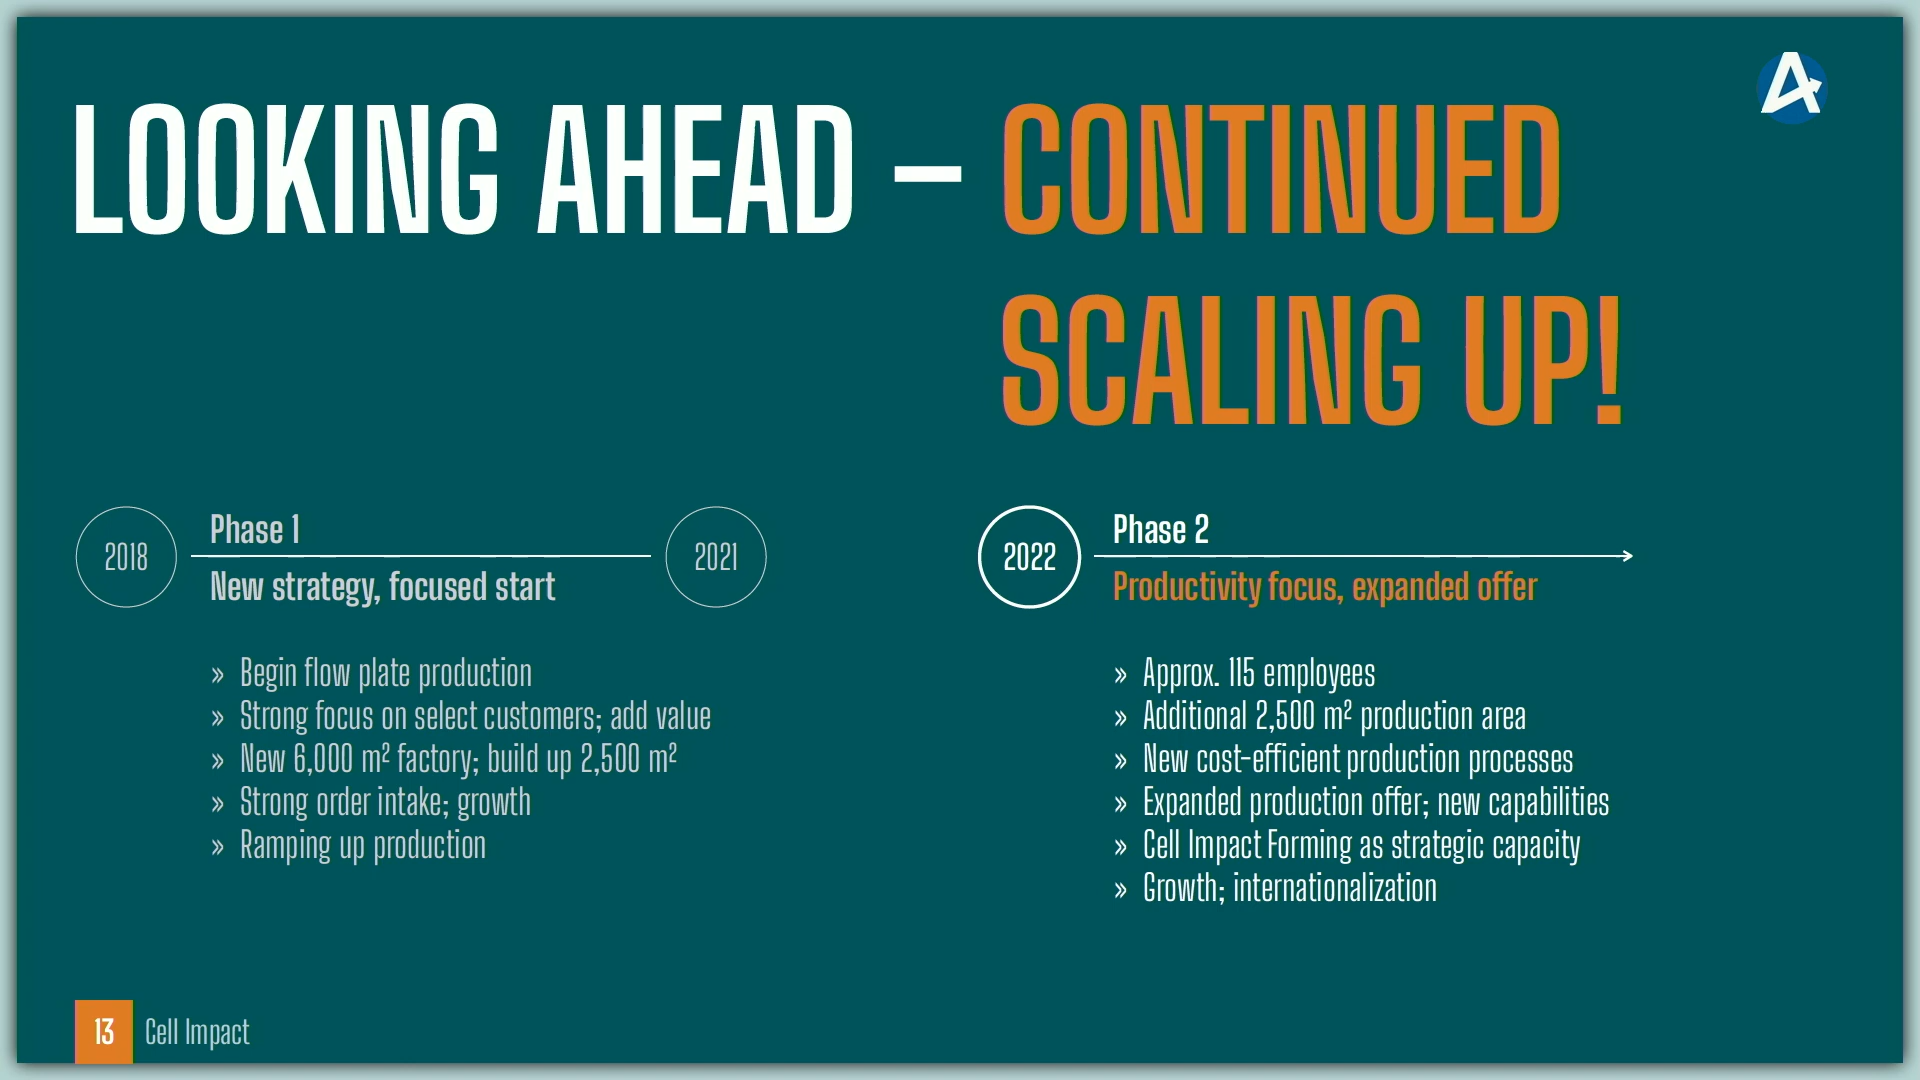 LOOKING AHEAD – CONTINUED
SCALING UP!
2018
Phase 1
New strategy, focused start
2021
» Begin flow plate production
» Strong focus on select customers; add value
» New 6,000 m² factory; build up 2,500 m²
» Strong order intake; growth
» Ramping up production
2022
Phase 2
Productivity focus, expanded offer
» Approx. 115 employees
» Additional 2,500 m² production area
» New cost-efficient production processes
» Expanded production offer; new capabilities
» Cell Impact Forming as strategic capacity
» Growth; internationalization
13 Cell Impact